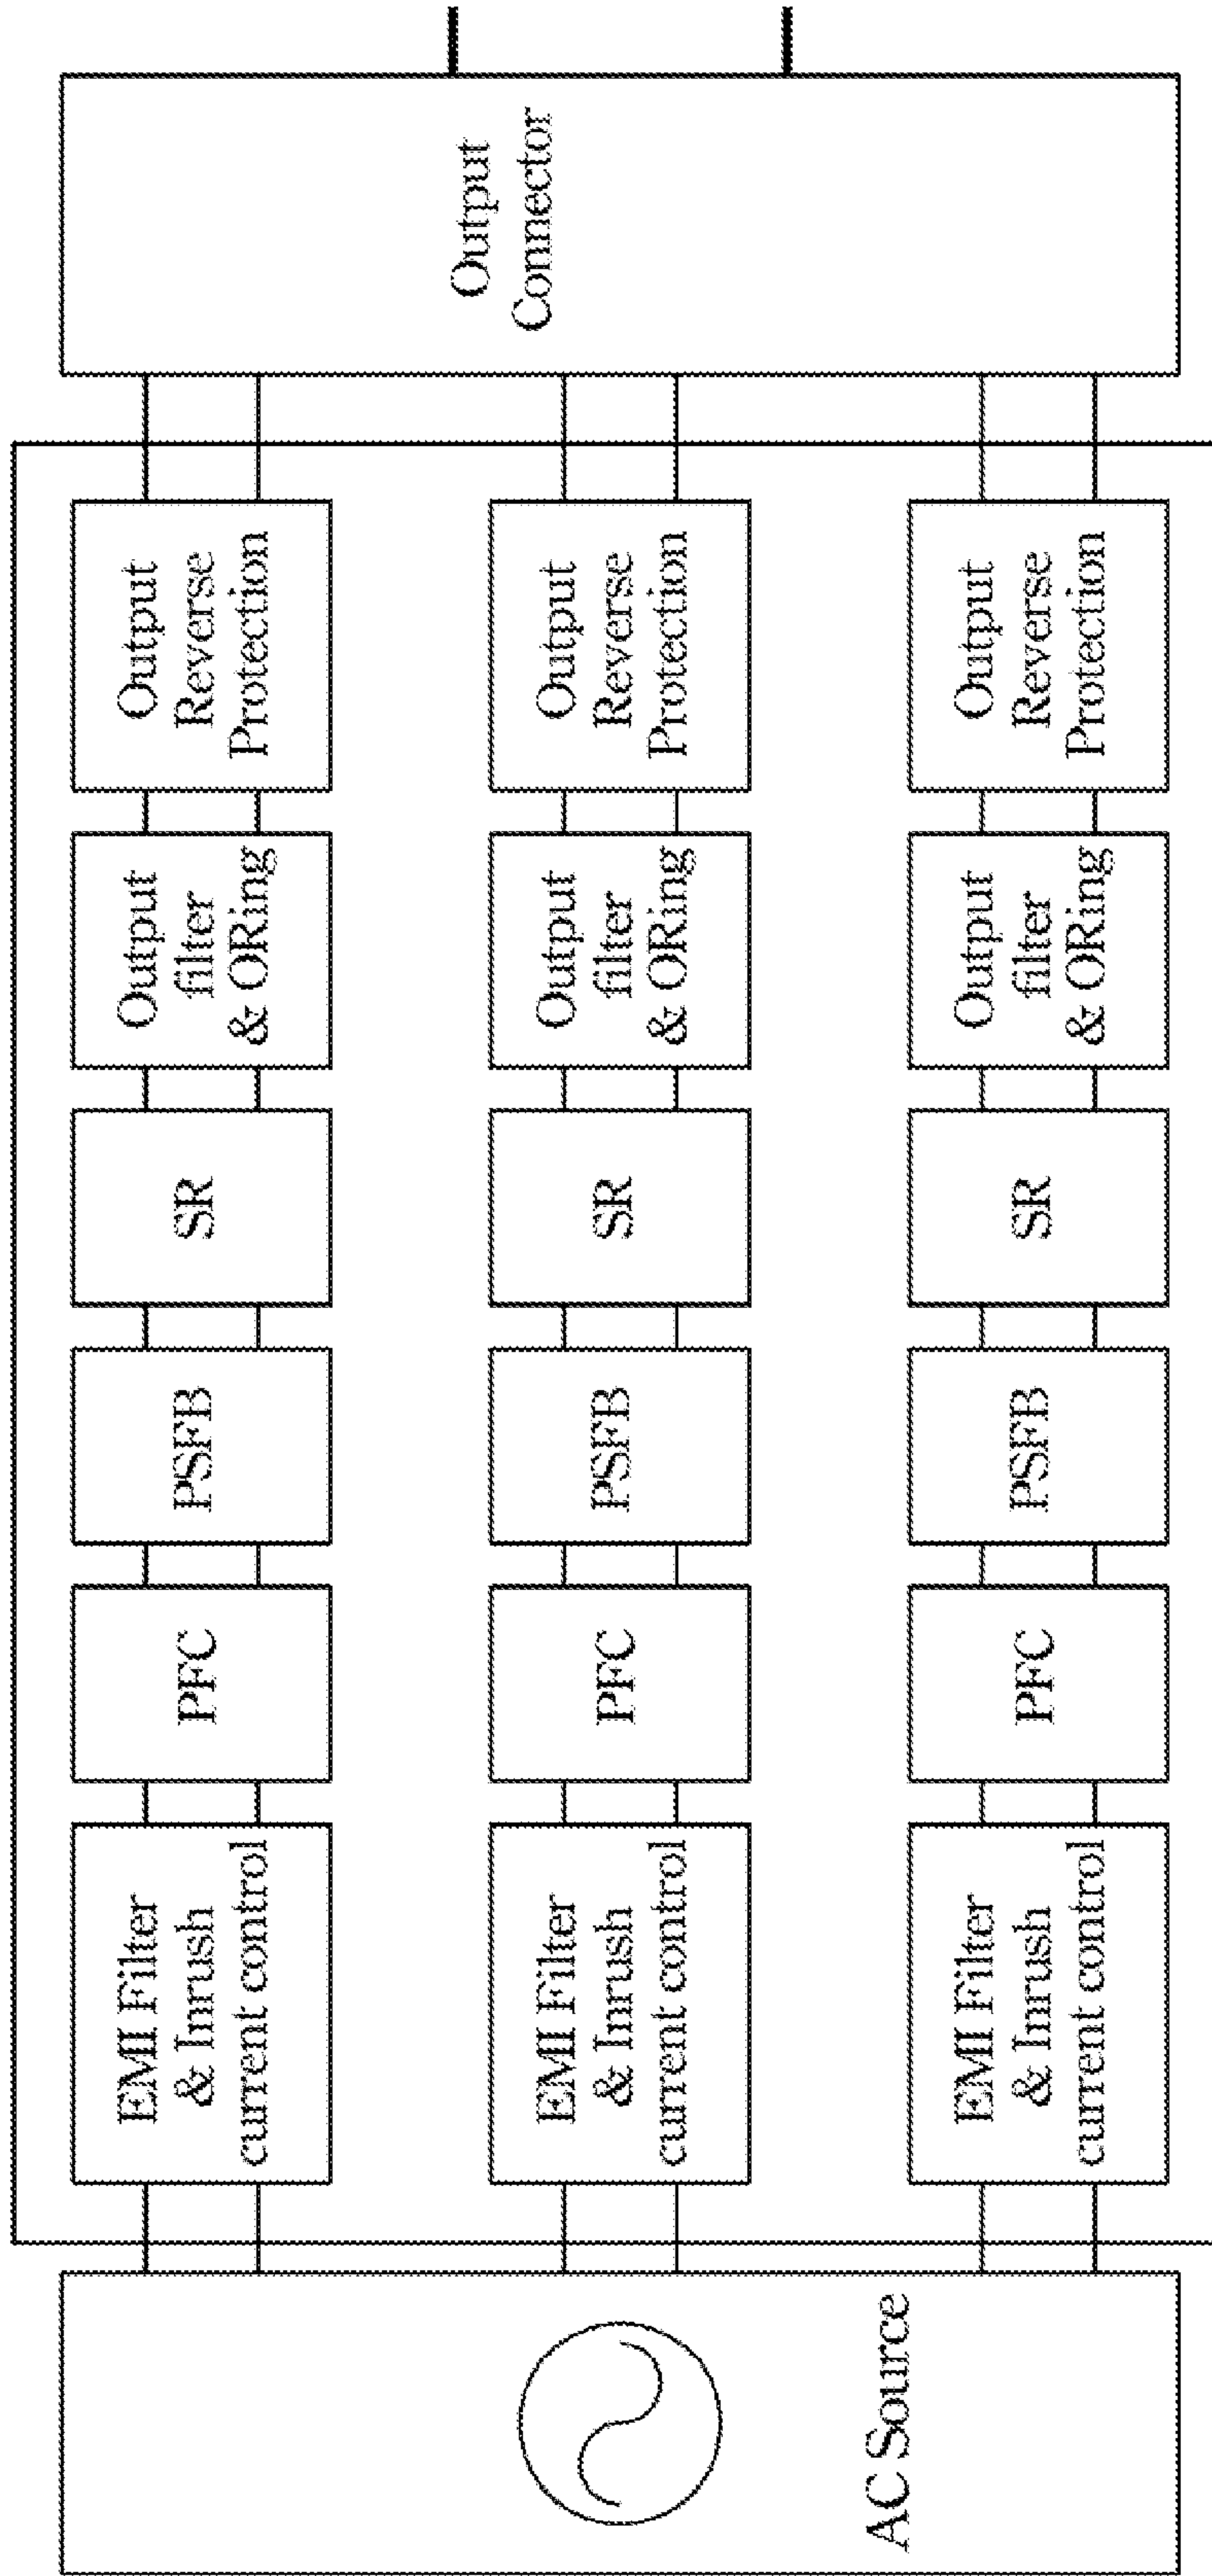 AC Source
EMI Filter
& Inrush
current control
PFC
PSFB
SR
Output
filter
& ORing
Output
Reverse
Protection
EMI Filter
& Inrush
current control
PFC
PSFB
SR
Output
filter
& ORing
Output
Reverse
Protection
EMI Filter
& Inrush
current control
PFC
PSFB
SR
Output
filter
& ORing
Output
Reverse
Protection
Output
Connector